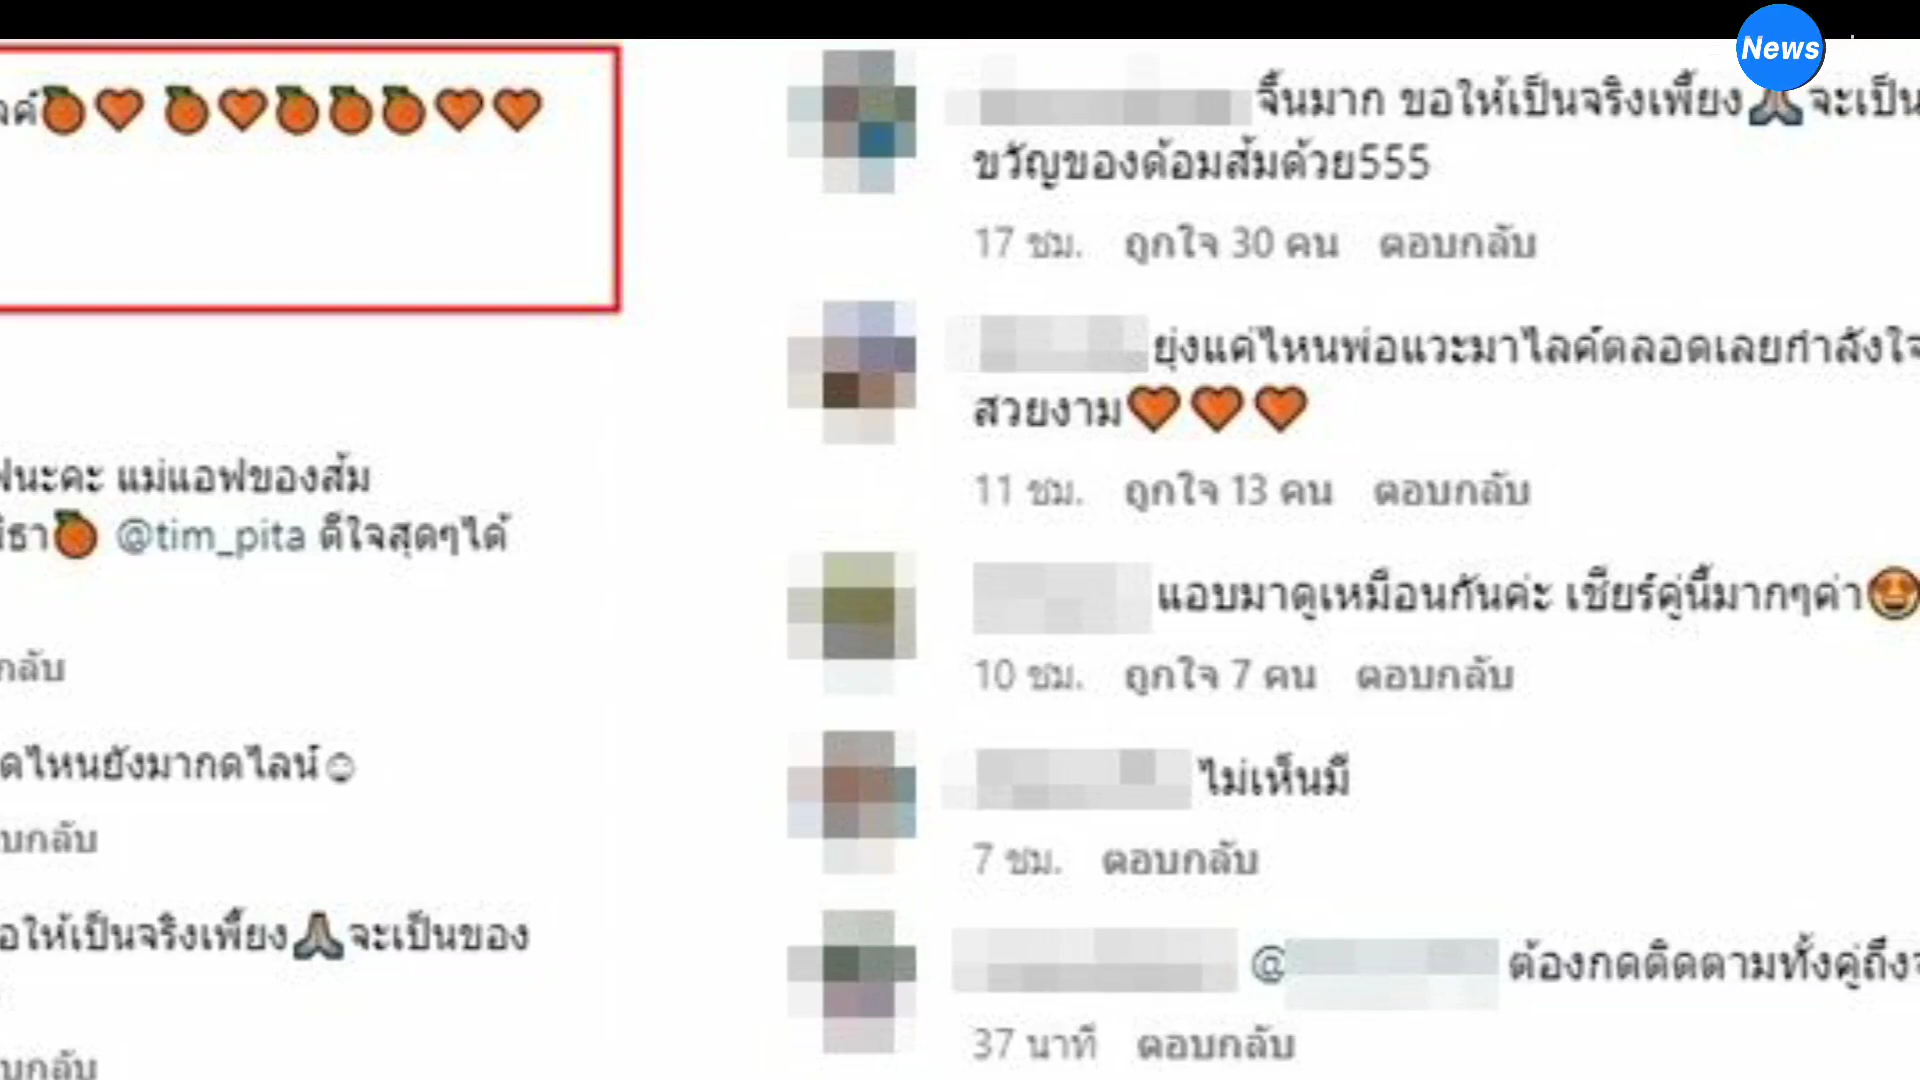 News
ค์🍊🧡 🍊🧡🍊🍊🍊🧡🧡
ฟนะคะ แม่แอฟของส้ม
ธา🍊 @tim_pita ดีใจสุดๆได้
กลับ
ดไหนยังมากดไลน์☺
บกลับ
อให้เป็นจริงเพี้ยง🙏จะเป็นของ
บกลับ
จิ้นมาก ขอให้เป็นจริงเพี้ยง🙏จะเป็น
ขวัญของด้อมส้มด้วย555
17 ชม. ถูกใจ 30 คน ตอบกลับ
ยุ่งแค่ไหนพ่อแวะมาไลค์ตลอดเลยกำลังใจ
สวยงาม🧡🧡🧡
11 ชม. ถูกใจ 13 คน ตอบกลับ
แอบมาดูเหมือนกันค่ะ เชียร์คู่นี้มากๆค่า🤩
10 ชม. ถูกใจ 7 คน ตอบกลับ
ไม่เห็นมี
7 ชม. ตอบกลับ
@ ต้องกดติดตามทั้งคู่ถึงจ
37 นาที ตอบกลับ